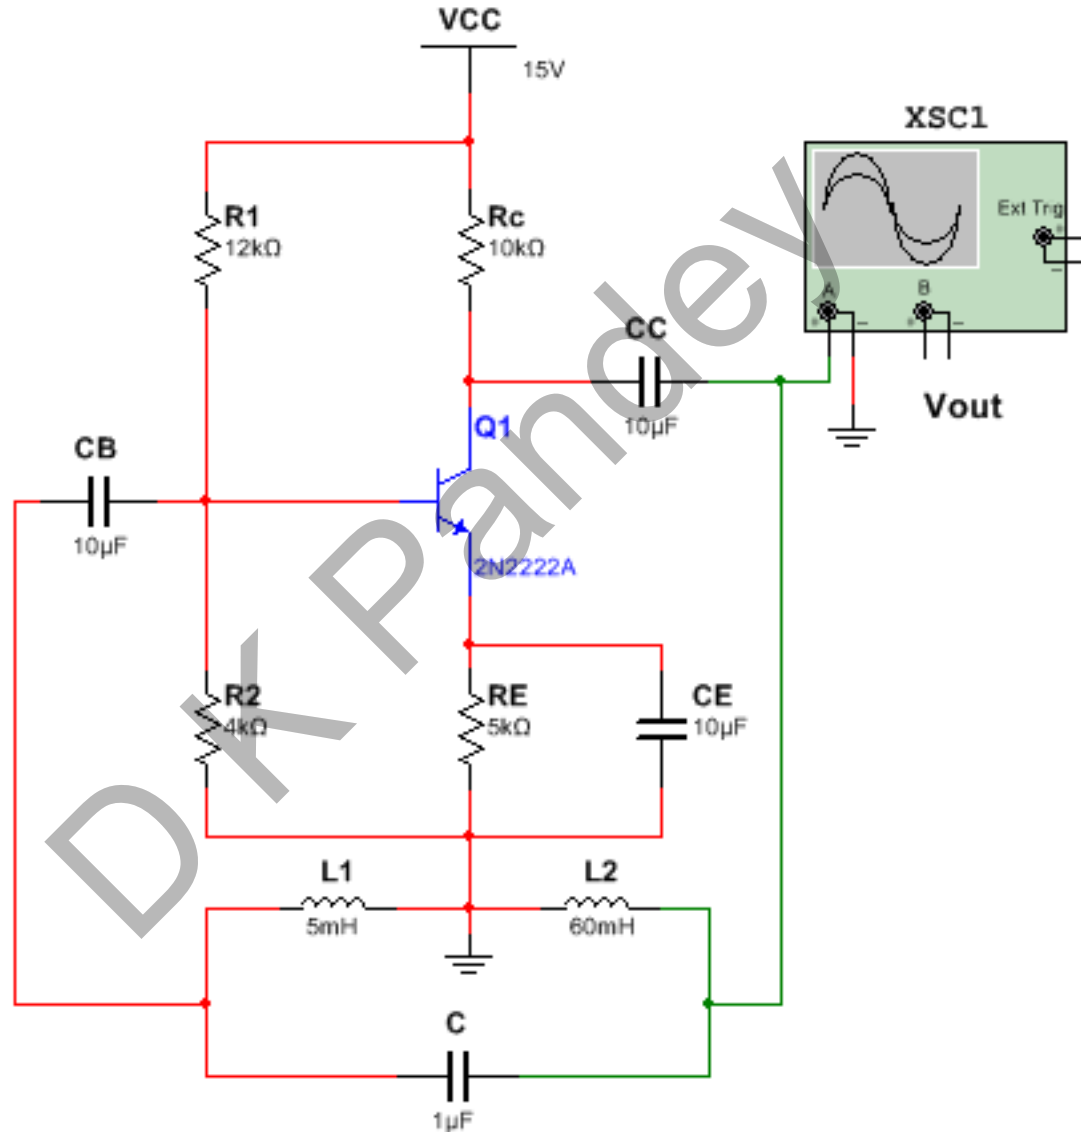 VCC
15V
XSC1
Ext Trig
A
B
Vout
R1
12kΩ
Rc
10kΩ
CC
10µF
Q1
2N2222A
CB
10µF
R2
4kΩ
RE
5kΩ
CE
10µF
L1
5mH
L2
60mH
C
1µF
D K Pandey